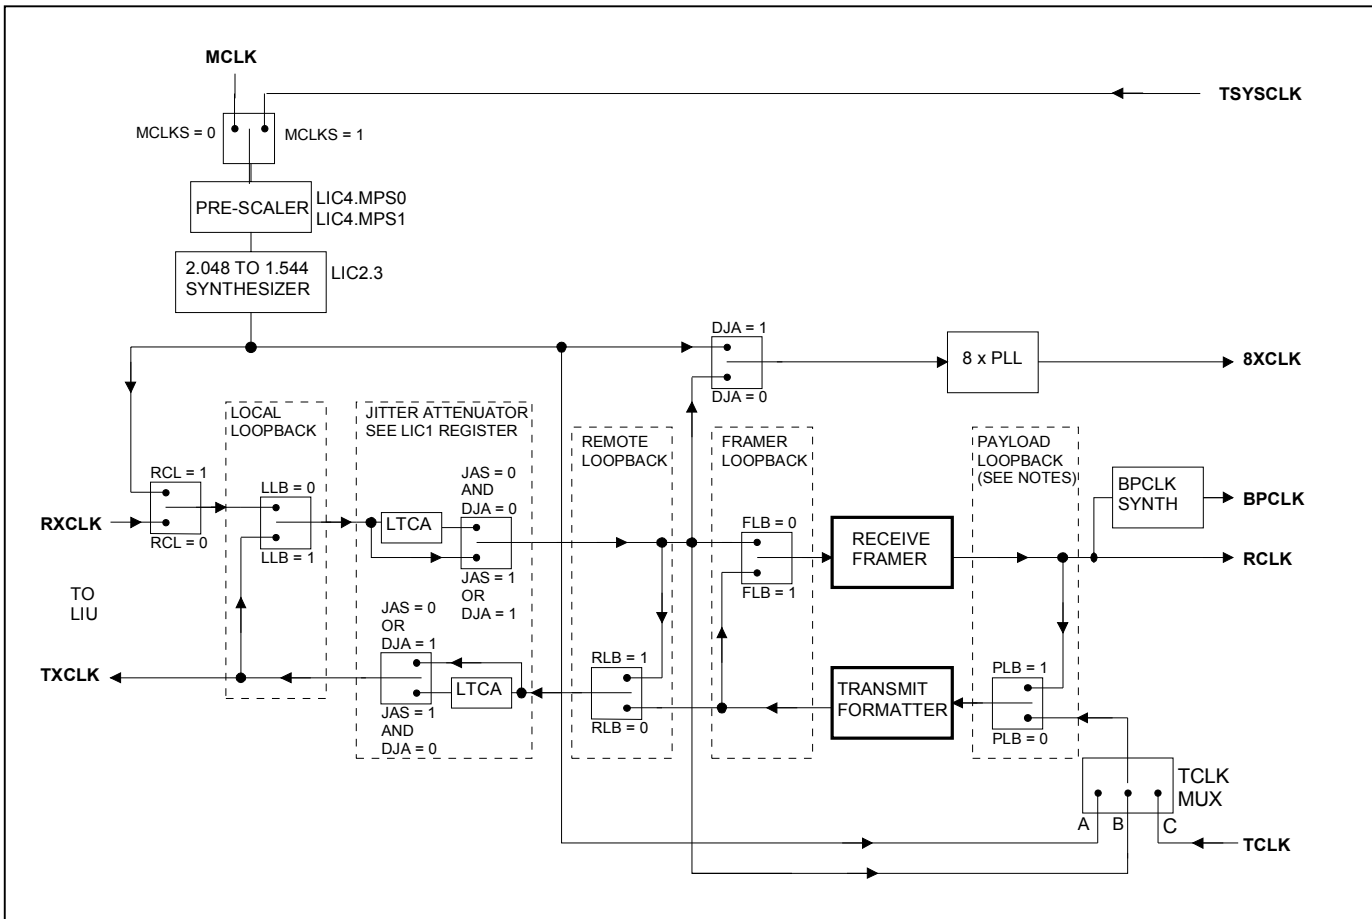 MCLK
TSYSCLK
MCLKS = 0
MCLKS = 1
PRE-SCALER
LIC4.MPS0
LIC4.MPS1
2.048 TO 1.544
SYNTHESIZER
LIC2.3
DJA = 1
8 x PLL
8XCLK
DJA = 0
LOCAL
LOOPBACK
JITTER ATTENUATOR
SEE LIC1 REGISTER
REMOTE
LOOPBACK
FRAMER
LOOPBACK
PAYLOAD
LOOPBACK
(SEE NOTES)
RCL = 1
LLB = 0
JAS = 0
AND
DJA = 0
BPCLK
SYNTH
BPCLK
RXCLK
LTCA
FLB = 0
RECEIVE
FRAMER
RCL = 0
LLB = 1
JAS = 1
OR
DJA = 1
FLB = 1
RCLK
TO
LIU
JAS = 0
OR
DJA = 1
RLB = 1
PLB = 1
TXCLK
LTCA
TRANSMIT
FORMATTER
JAS = 1
AND
DJA = 0
RLB = 0
PLB = 0
TCLK
MUX
A
B
C
TCLK